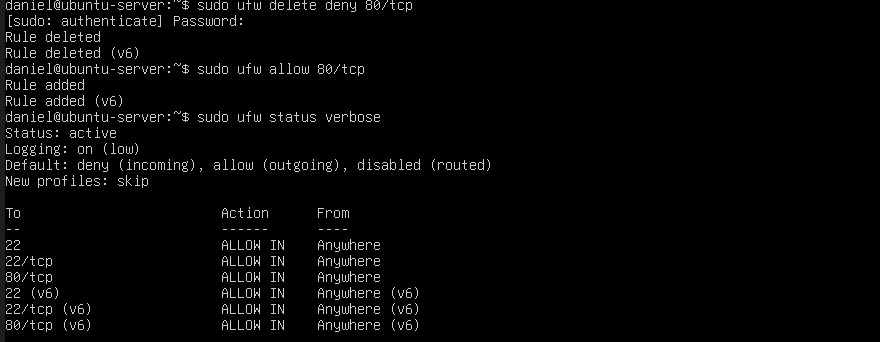 daniel@ubuntu-server:~$ sudo ufw delete deny 80/tcp
[sudo: authenticate] Password:
Rule deleted
Rule deleted (v6)
daniel@ubuntu-server:~$ sudo ufw allow 80/tcp
Rule added
Rule added (v6)
daniel@ubuntu-server:~$ sudo ufw status verbose
Status: active
Logging: on (low)
Default: deny (incoming), allow (outgoing), disabled (routed)
New profiles: skip

To                         Action      From
--                         ------      ----
22                         ALLOW IN    Anywhere
22/tcp                     ALLOW IN    Anywhere
80/tcp                     ALLOW IN    Anywhere
22 (v6)                    ALLOW IN    Anywhere (v6)
22/tcp (v6)                ALLOW IN    Anywhere (v6)
80/tcp (v6)                ALLOW IN    Anywhere (v6)